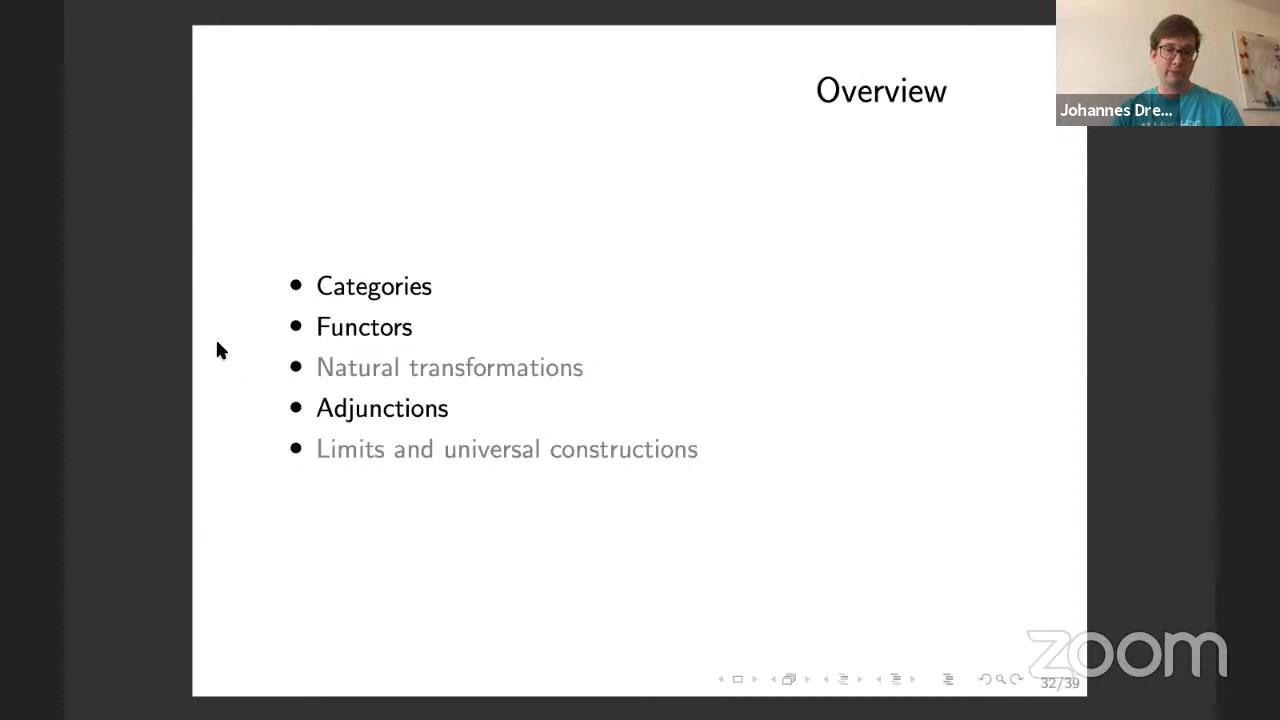 Overview
Johannes Dre...
• Categories
• Functors
• Natural transformations
• Adjunctions
• Limits and universal constructions
zoom
32/39